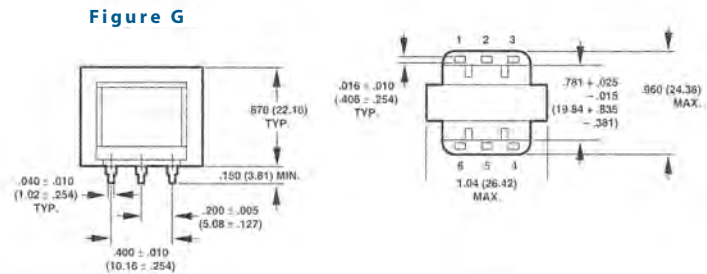 Figure G
.870 (22.10)
TYP.
.150 (3.81) MIN.
.040 ± .010
(1.02 ± .254)
TYP.
.200 ± .005
(5.08 ± .127)
.400 ± .010
(10.16 ± .254)
1 2 3
.016 ± .010
(.406 ± .254)
TYP.
.781 + .025
− .015
(19.84 + .635
− .381)
.960 (24.38)
MAX.
6 5 4
1.04 (26.42)
MAX.